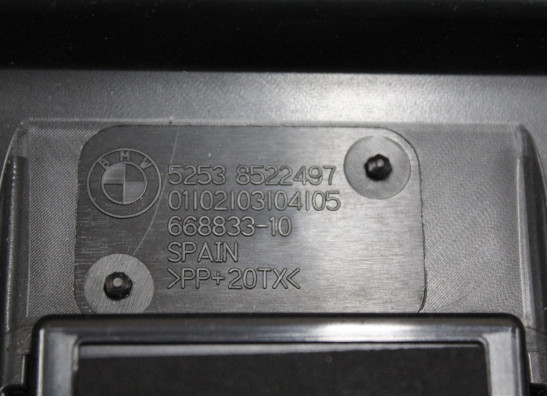 BMW
5253 8522497
01102103104105
668833-10
SPAIN
>PP+20TX<